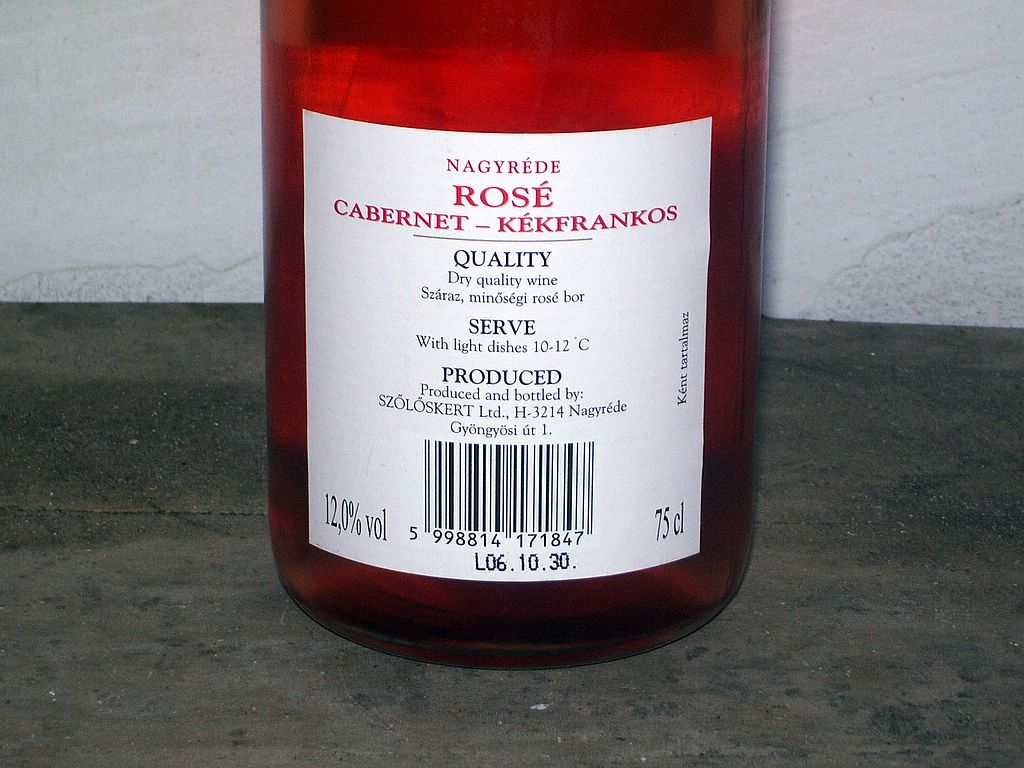 NAGYRÉDE
ROSÉ
CABERNET – KÉKFRANKOS
QUALITY
Dry quality wine
Száraz, minőségi rosé bor
SERVE
With light dishes 10-12 °C
PRODUCED
Produced and bottled by:
SZŐLŐSKERT Ltd., H-3214 Nagyréde
Gyöngyösi út 1.
Ként tartalmaz
12,0% vol
75 cl
5 998814 171847
L06.10.30.